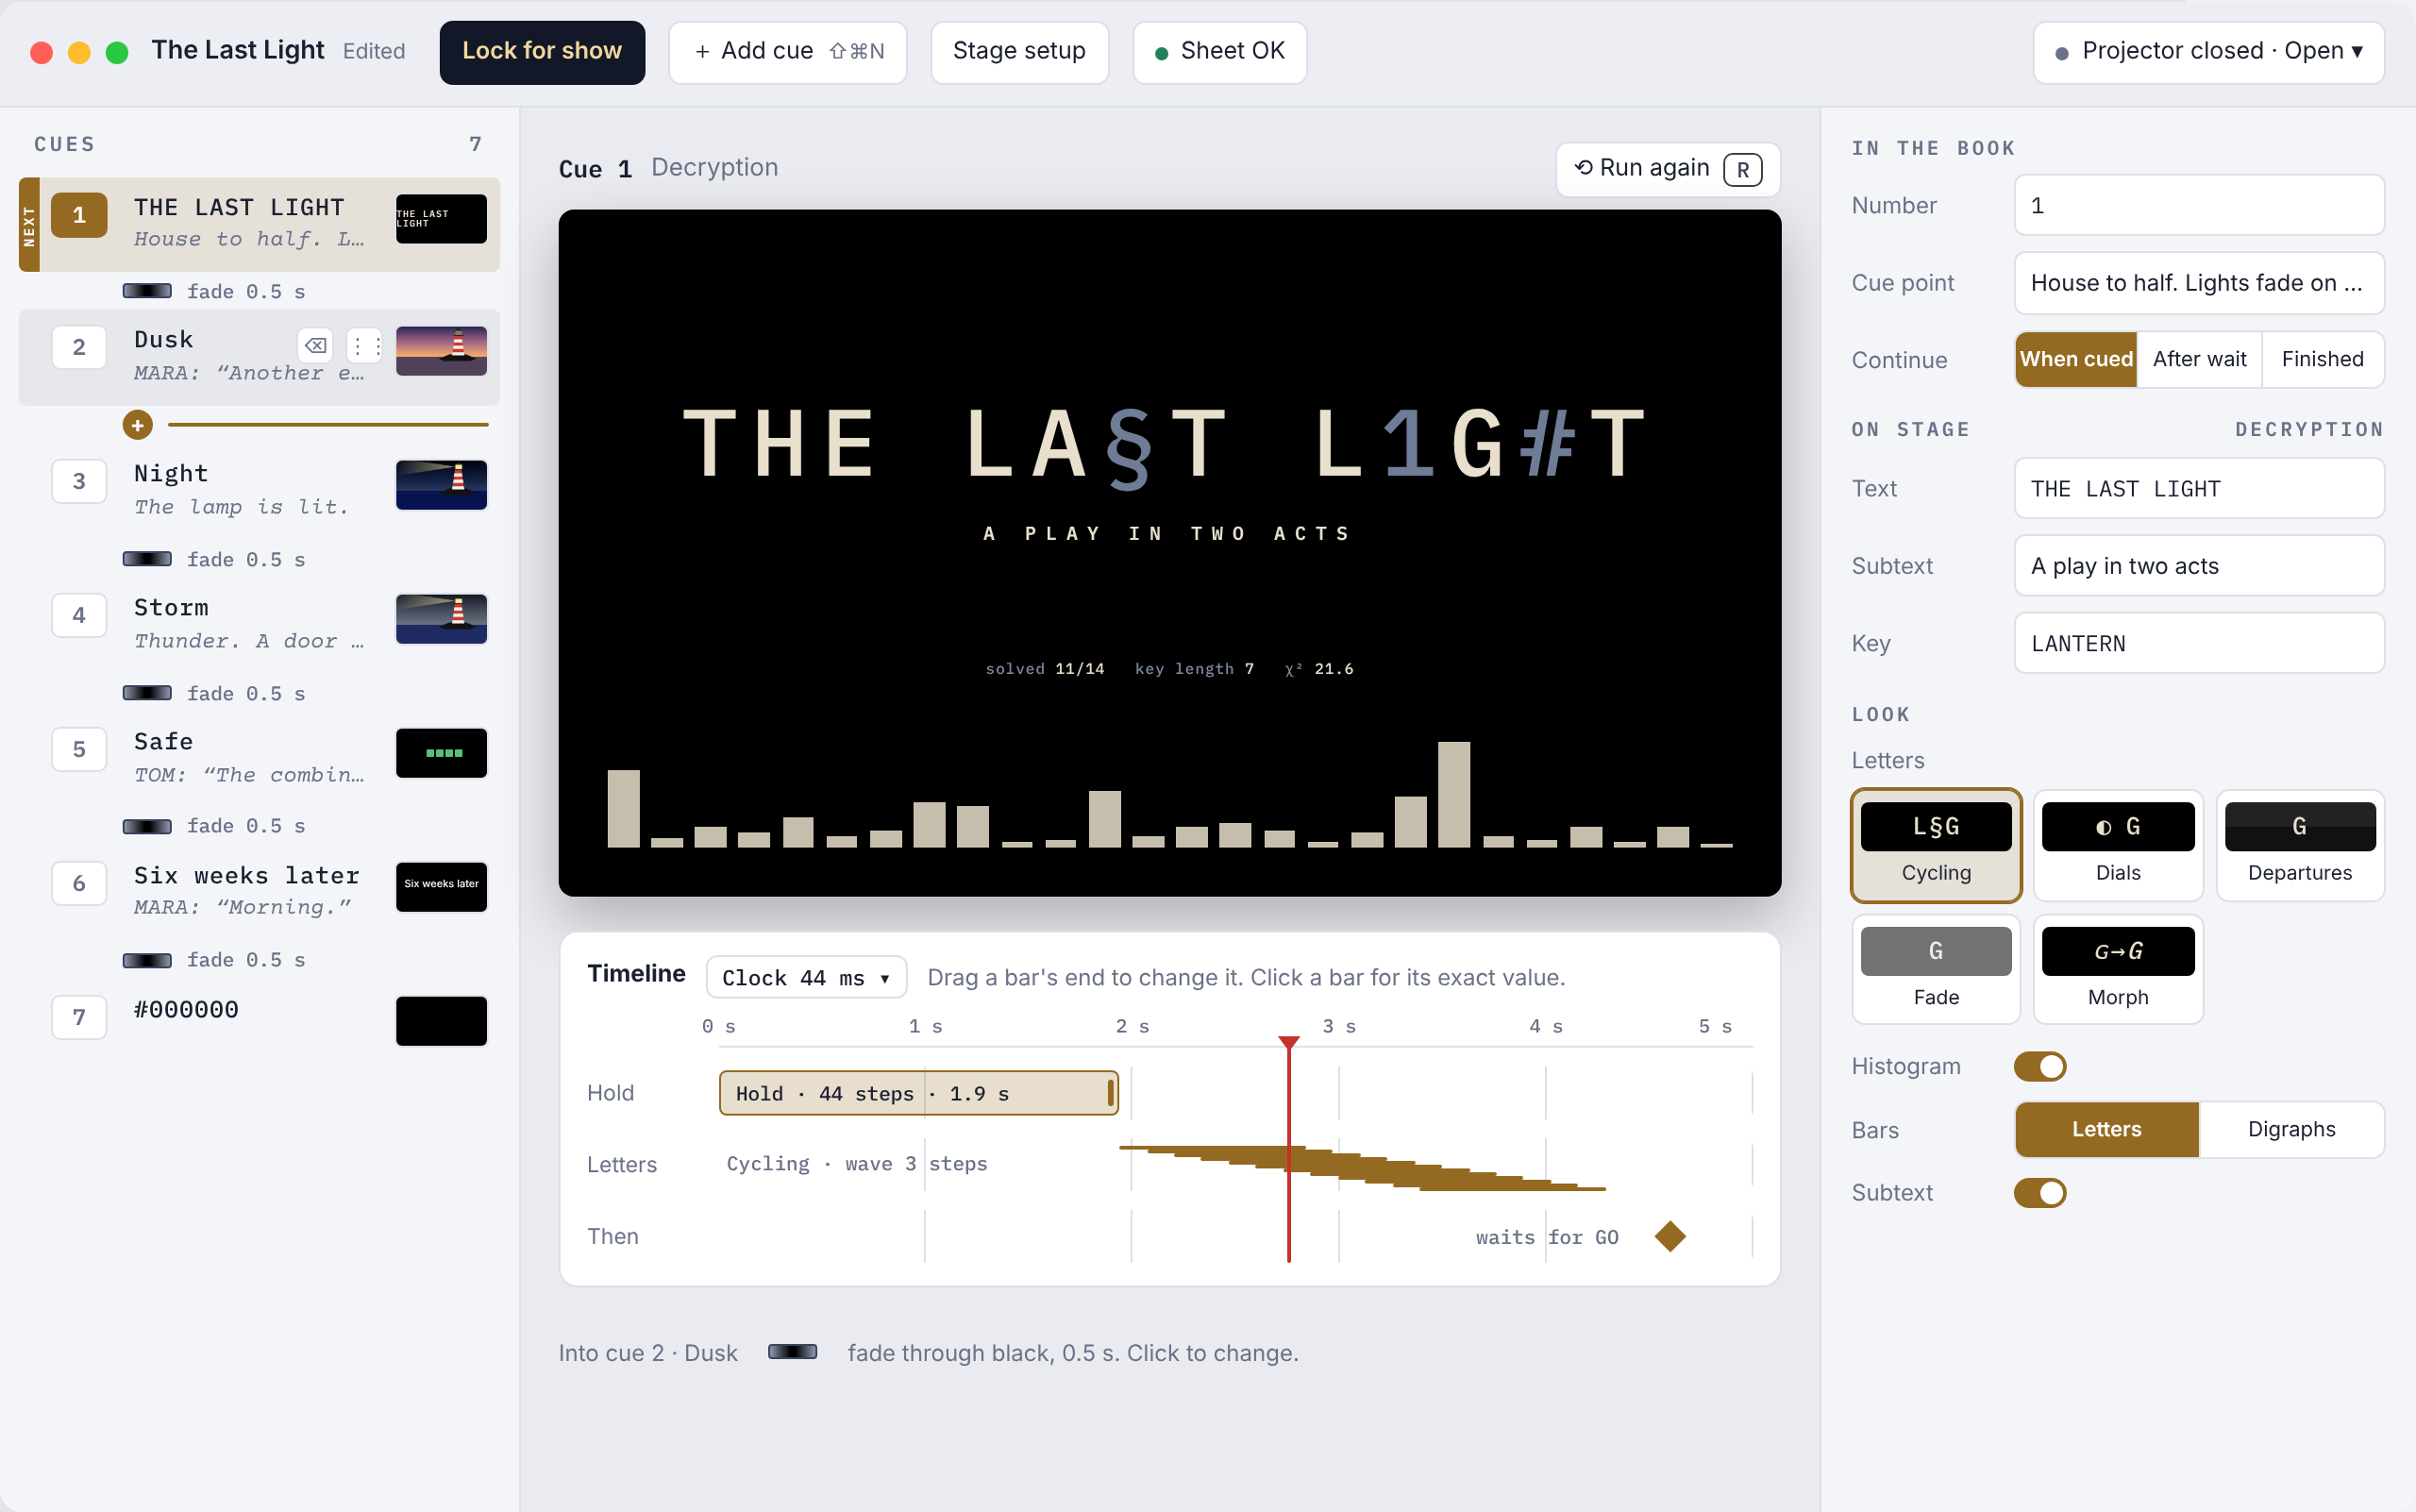 The Last Light Edited Lock for show + Add cue ⇧⌘N Stage setup Sheet OK Projector closed · Open ▾
CUES 7
NEXT
1 THE LAST LIGHT
House to half. L…
THE LAST
LIGHT
fade 0.5 s
2 Dusk
MARA: “Another e…
+
3 Night
The lamp is lit.
fade 0.5 s
4 Storm
Thunder. A door …
fade 0.5 s
5 Safe
TOM: “The combin…
fade 0.5 s
6 Six weeks later
MARA: “Morning.”
Six weeks later
fade 0.5 s
7 #000000
Cue 1 Decryption
⟲ Run again R
THE LA§T L1G#T
A PLAY IN TWO ACTS
solved 11/14 key length 7 χ² 21.6
Timeline Clock 44 ms ▾ Drag a bar's end to change it. Click a bar for its exact value.
0 s 1 s 2 s 3 s 4 s 5 s
Hold Hold · 44 steps · 1.9 s
Letters Cycling · wave 3 steps
Then waits for GO
Into cue 2 · Dusk fade through black, 0.5 s. Click to change.
IN THE BOOK
Number 1
Cue point House to half. Lights fade on …
Continue When cued After wait Finished
ON STAGE DECRYPTION
Text THE LAST LIGHT
Subtext A play in two acts
Key LANTERN
LOOK
Letters
L§G ◐ G G
Cycling Dials Departures
G G→G
Fade Morph
Histogram
Bars Letters Digraphs
Subtext